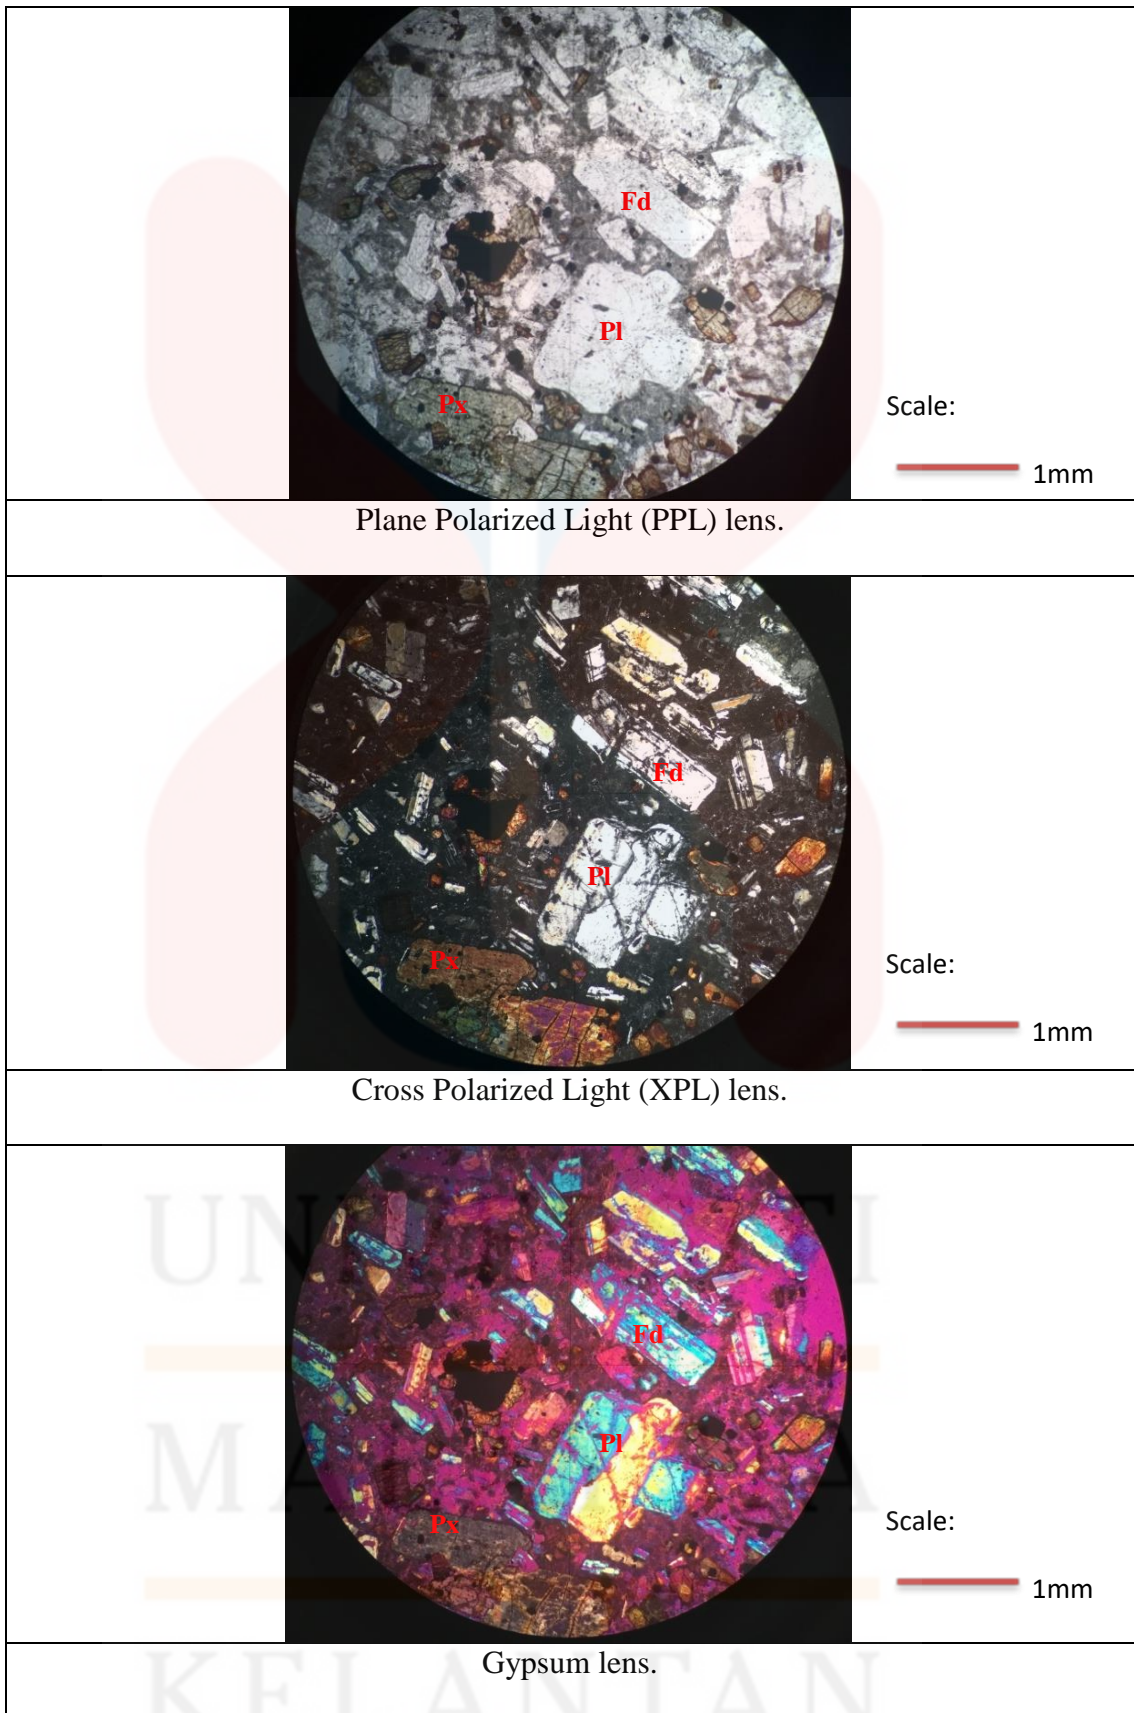 Fd
Pl
Px
Scale:
1mm
Plane Polarized Light (PPL) lens.
Fd
Pl
Px
Scale:
1mm
Cross Polarized Light (XPL) lens.
Fd
Pl
Px
Scale:
1mm
Gypsum lens.
KELANTAN